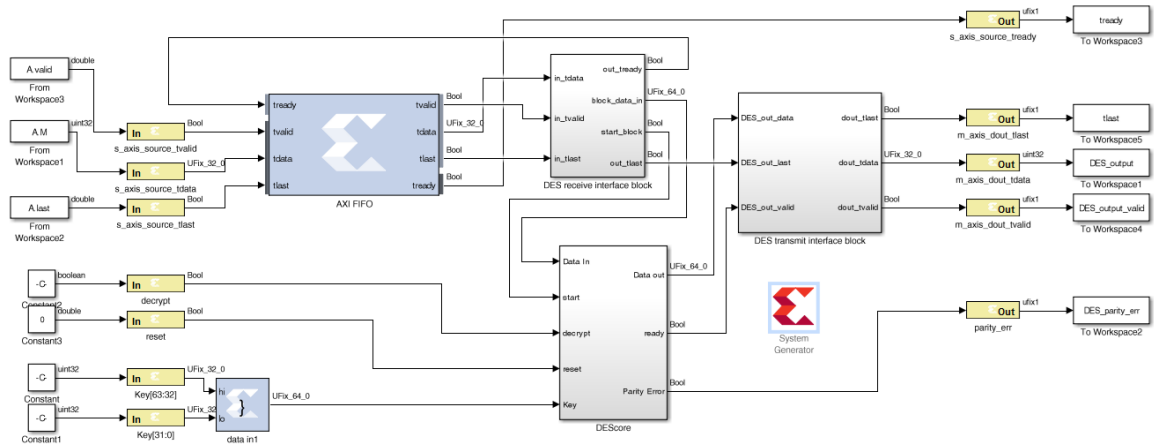 A.valid
double
From
Workspace3
In
Bool
s_axis_source_tvalid
A.M
uint32
From
Workspace1
In
UFix_32_0
s_axis_source_tdata
A.last
double
From
Workspace2
In
Bool
s_axis_source_tlast
tready
tvalid
tdata
tlast
tvalid
Bool
tdata
UFix_32_0
tlast
Bool
tready
Bool
AXI FIFO
in_tdata
in_tvalid
in_tlast
out_tready
Bool
block_data_in
UFix_64_0
start_block
Bool
out_tlast
Bool
DES receive interface block
Out
ufix1
s_axis_source_tready
tready
To Workspace3
DES_out_data
DES_out_last
DES_out_valid
dout_tlast
Bool
dout_tdata
UFix_32_0
dout_tvalid
Bool
DES transmit interface block
Out
ufix1
m_axis_dout_tlast
tlast
To Workspace5
Out
uint32
m_axis_dout_tdata
DES_output
To Workspace1
Out
ufix1
m_axis_dout_tvalid
DES_output_valid
To Workspace4
-C-
boolean
Constant2
In
Bool
decrypt
0
double
Constant3
In
Bool
reset
-C-
uint32
Constant
In
UFix_32_0
Key[63:32]
-C-
uint32
Constant1
In
UFix_32
Key[31:0]
hi
lo
}
UFix_64_0
data in1
Data In
start
decrypt
reset
Key
Data out
UFix_64_0
ready
Bool
Parity Error
Bool
DEScore
System
Generator
Out
ufix1
parity_err
DES_parity_err
To Workspace2